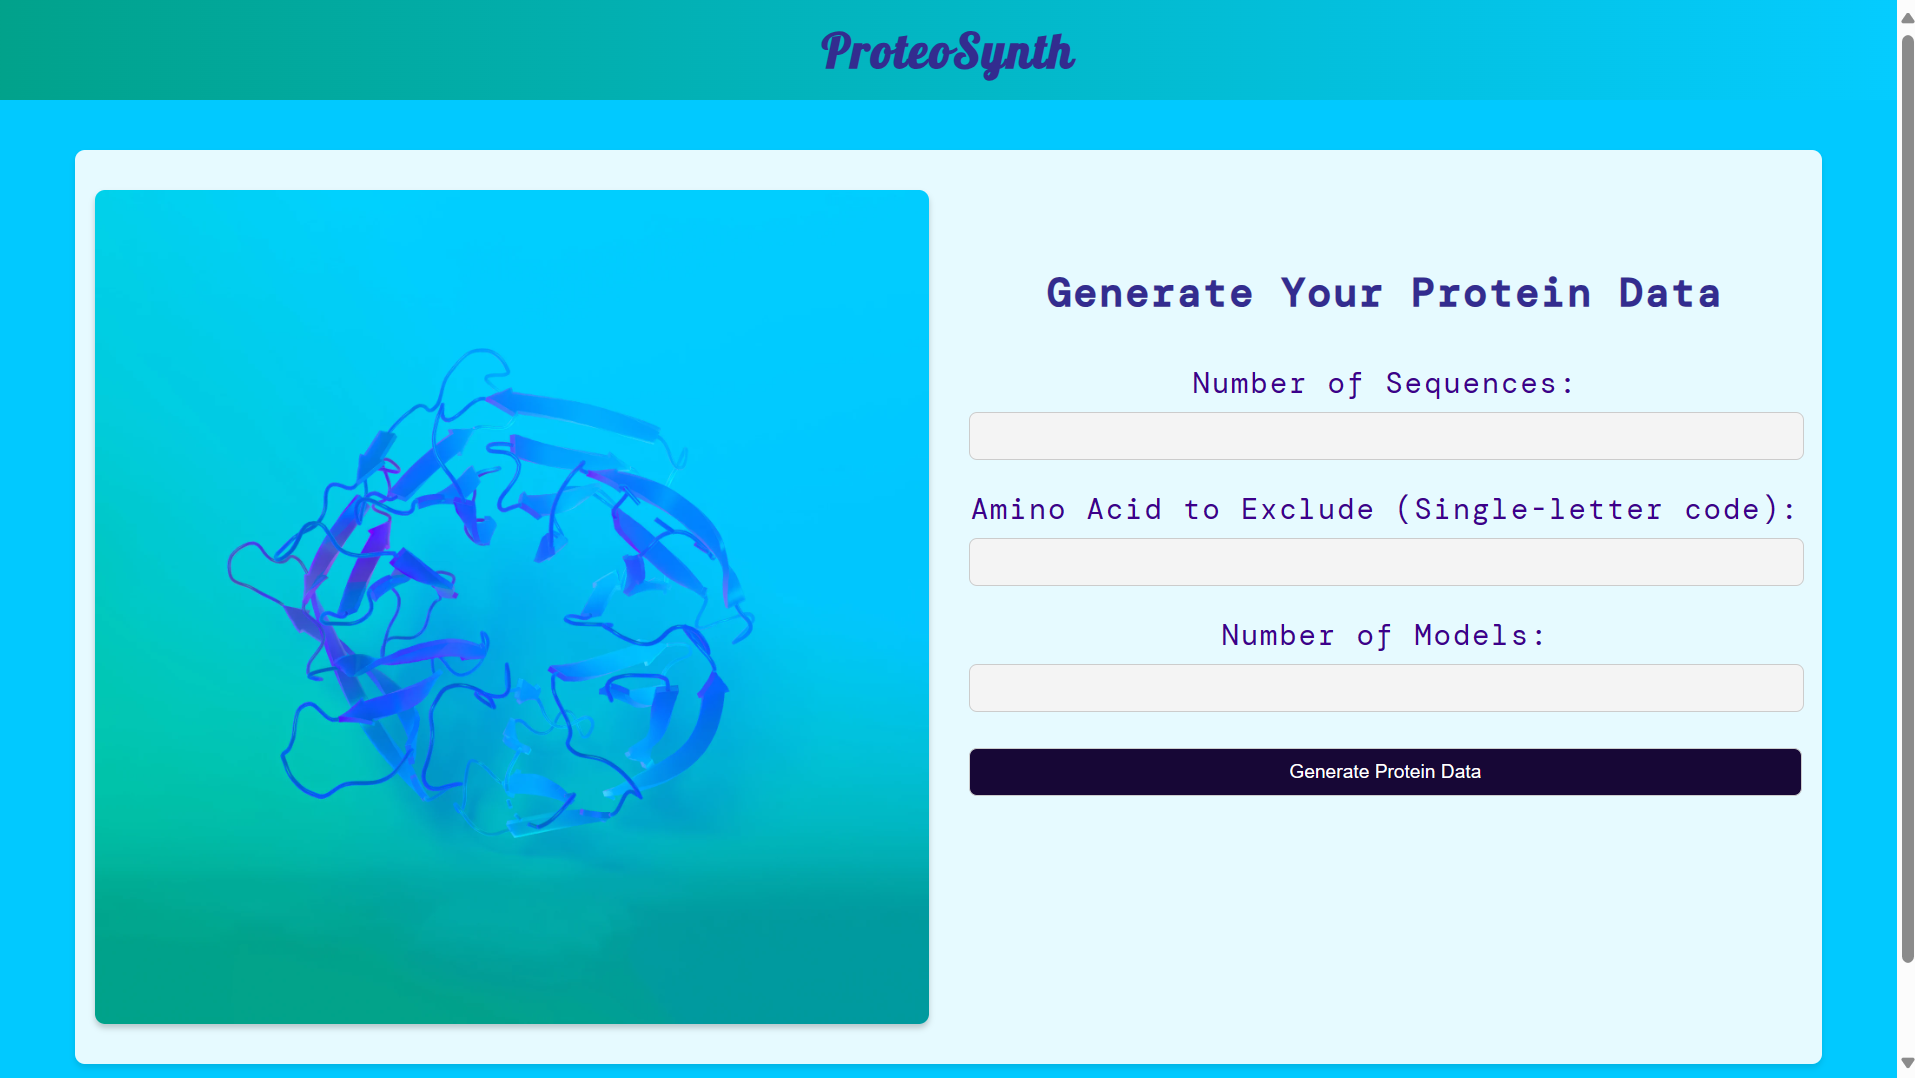 ProteoSynth
Generate Your Protein Data
Number of Sequences:
Amino Acid to Exclude (Single-letter code):
Number of Models:
Generate Protein Data